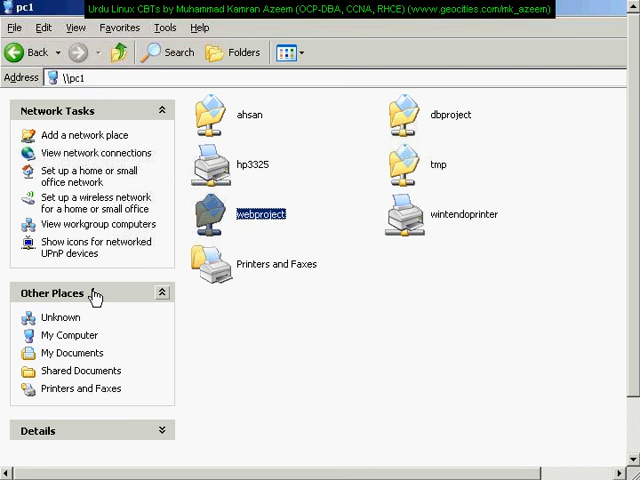 pc1
Urdu Linux CBTs by Muhammad Kamran Azeem (OCP-DBA, CCNA, RHCE) (www.geocities.com/mk_azeem)
File Edit View Favorites Tools Help
Back Search Folders
Address \\pc1
Network Tasks
Add a network place
View network connections
Set up a home or small
office network
Set up a wireless network
for a home or small office
View workgroup computers
Show icons for networked
UPnP devices
Other Places
Unknown
My Computer
My Documents
Shared Documents
Printers and Faxes
Details
ahsan
dbproject
hp3325
tmp
webproject
wintendoprinter
Printers and Faxes